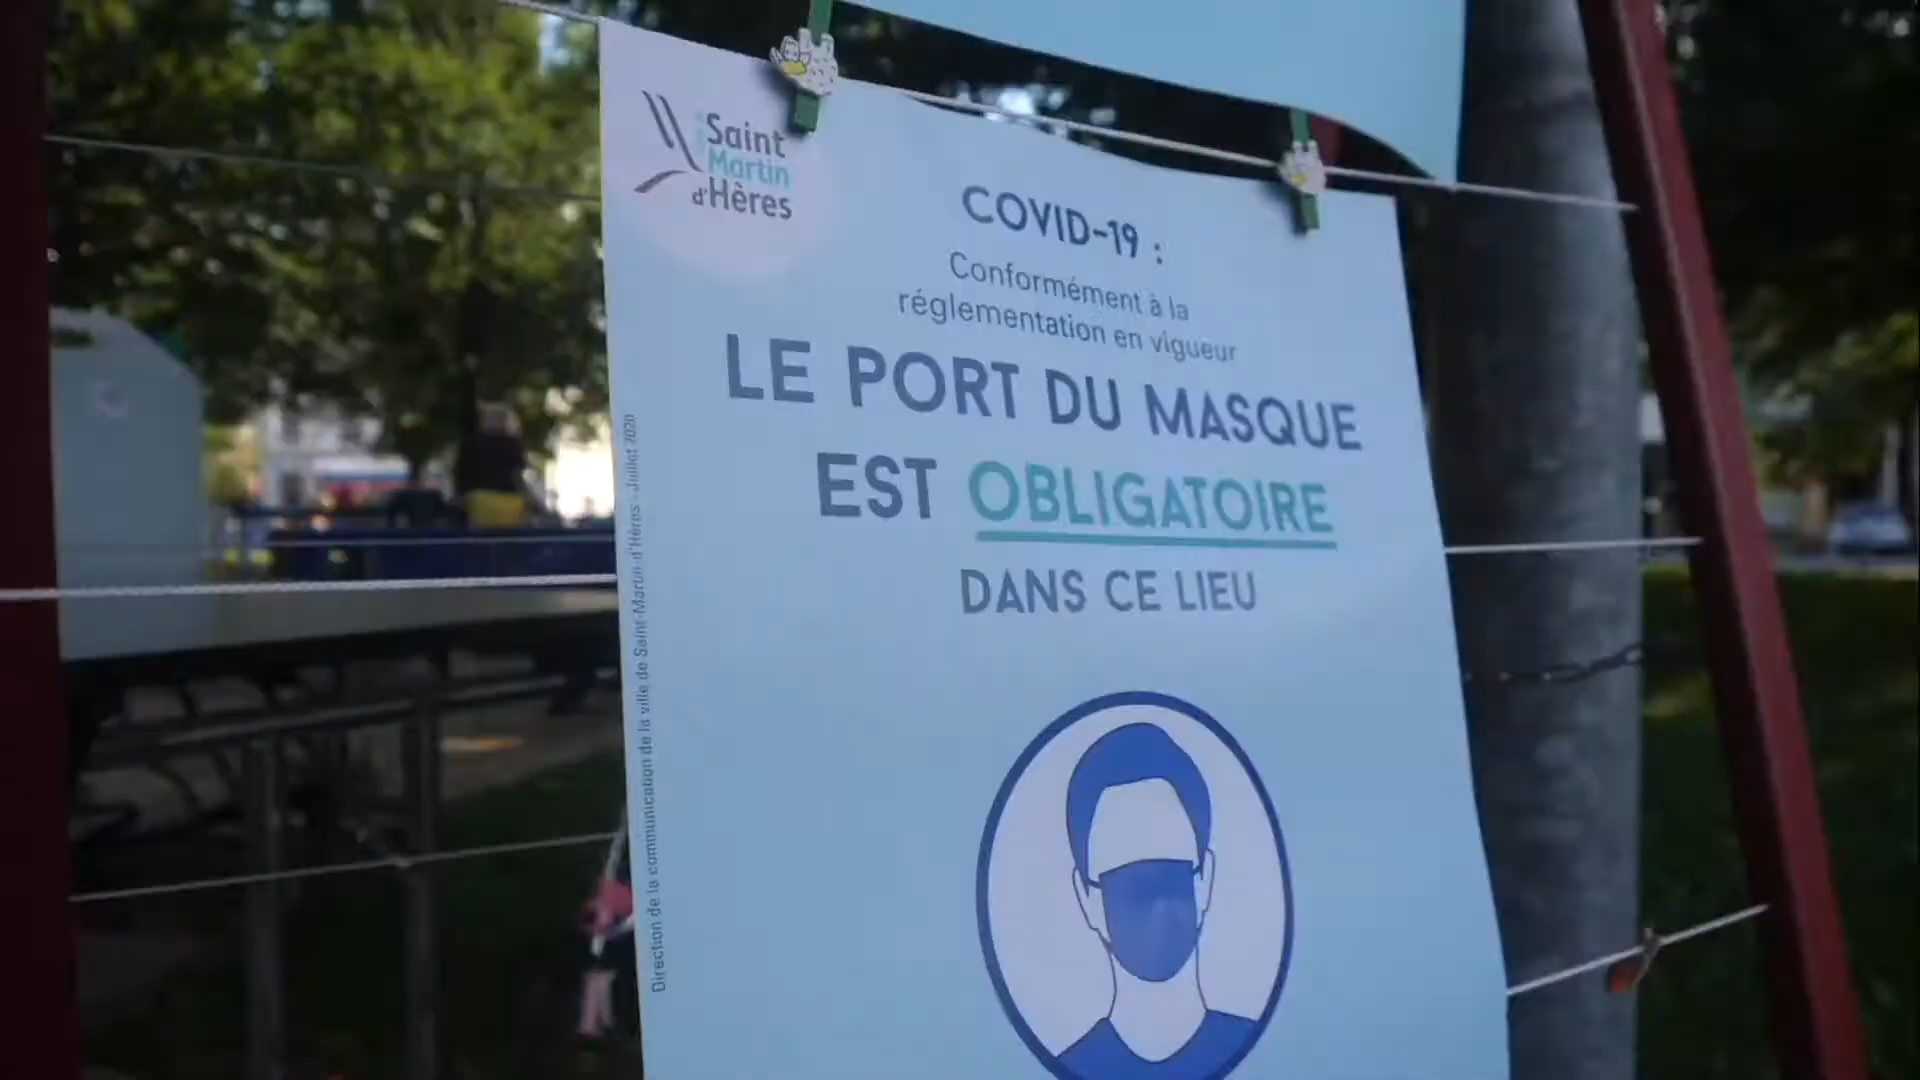 Saint
Martin
d'Hères
COVID-19 :
Conformément à la
réglementation en vigueur
LE PORT DU MASQUE
EST OBLIGATOIRE
DANS CE LIEU
Direction de la communication de la ville de Saint-Martin-d'Hères - Juillet 2020